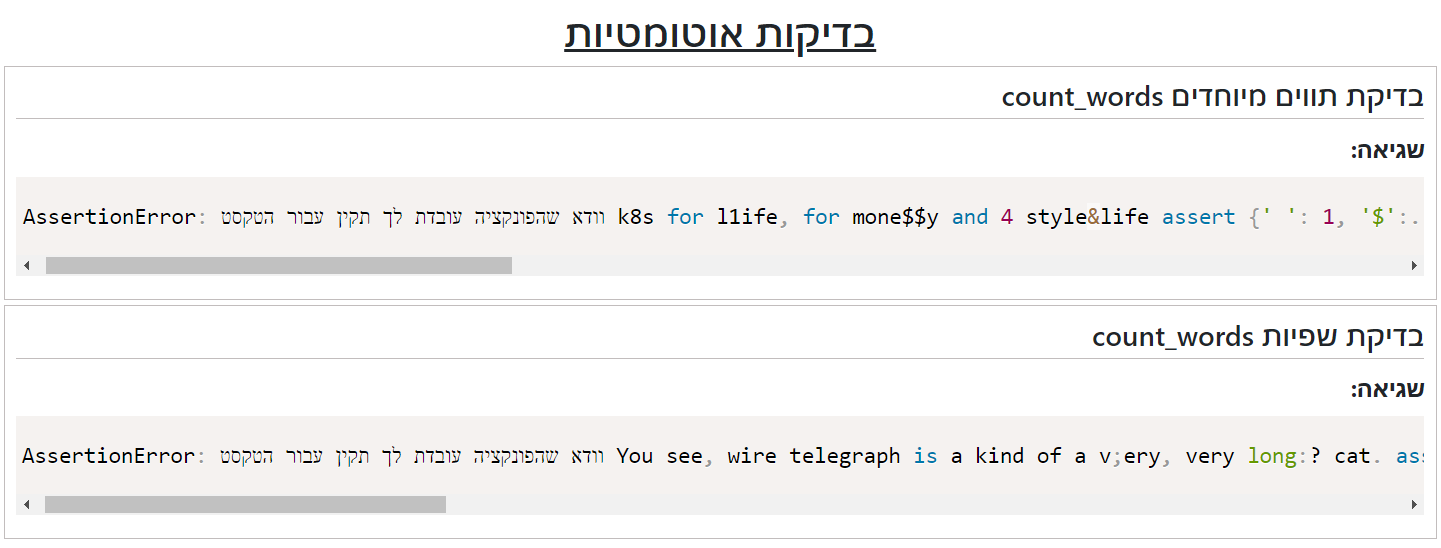 בדיקות אוטומטיות
בדיקת תווים מיוחדים count_words
שגיאה:
AssertionError: וודא שהפונקציה עובדת לך תקין עבור הטקסט k8s for l1ife, for mone$$y and 4 style&life assert {' ': 1, '$':.
בדיקת שפיות count_words
שגיאה:
AssertionError: וודא שהפונקציה עובדת לך תקין עבור הטקסט You see, wire telegraph is a kind of a v;ery, very long:? cat.